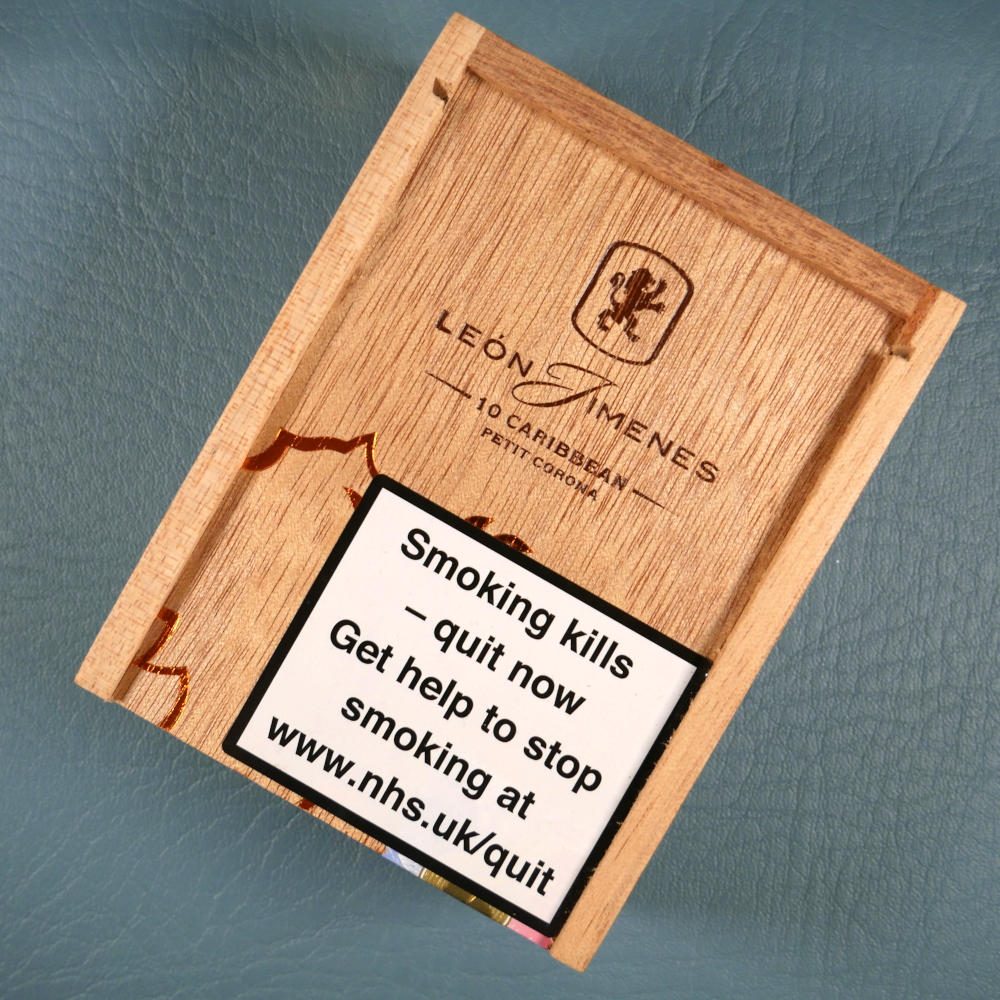 LEÓN JIMENES
10 CARIBBEAN
PETIT CORONA
Smoking kills
– quit now
Get help to stop
smoking at
www.nhs.uk/quit